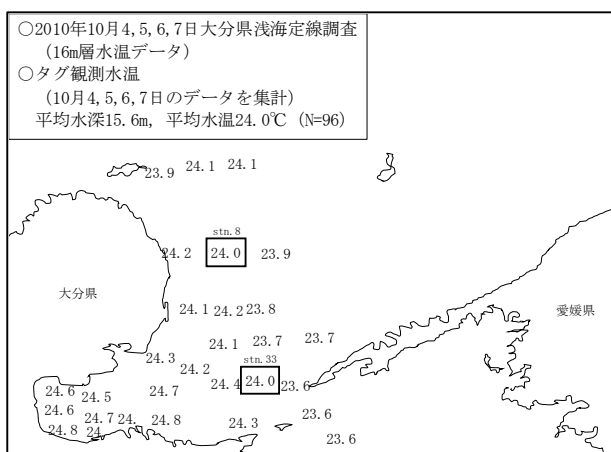 ○2010年10月4,5,6,7日大分県浅海定線調査
(16m層水温データ)
○タグ観測水温
(10月4,5,6,7日のデータを集計)
平均水深15.6m, 平均水温24.0℃ (N=96)
23.9 24.1 24.1
stn.8
24.2 24.0 23.9
大分県
愛媛県
24.1 24.2 23.8
24.1 23.7 23.7
24.3 stn.33
24.2
24.4 24.0 23.6
24.6 24.5 24.7
24.6
24.7 24. 24.8 24.3 23.6
24.8 24
23.6